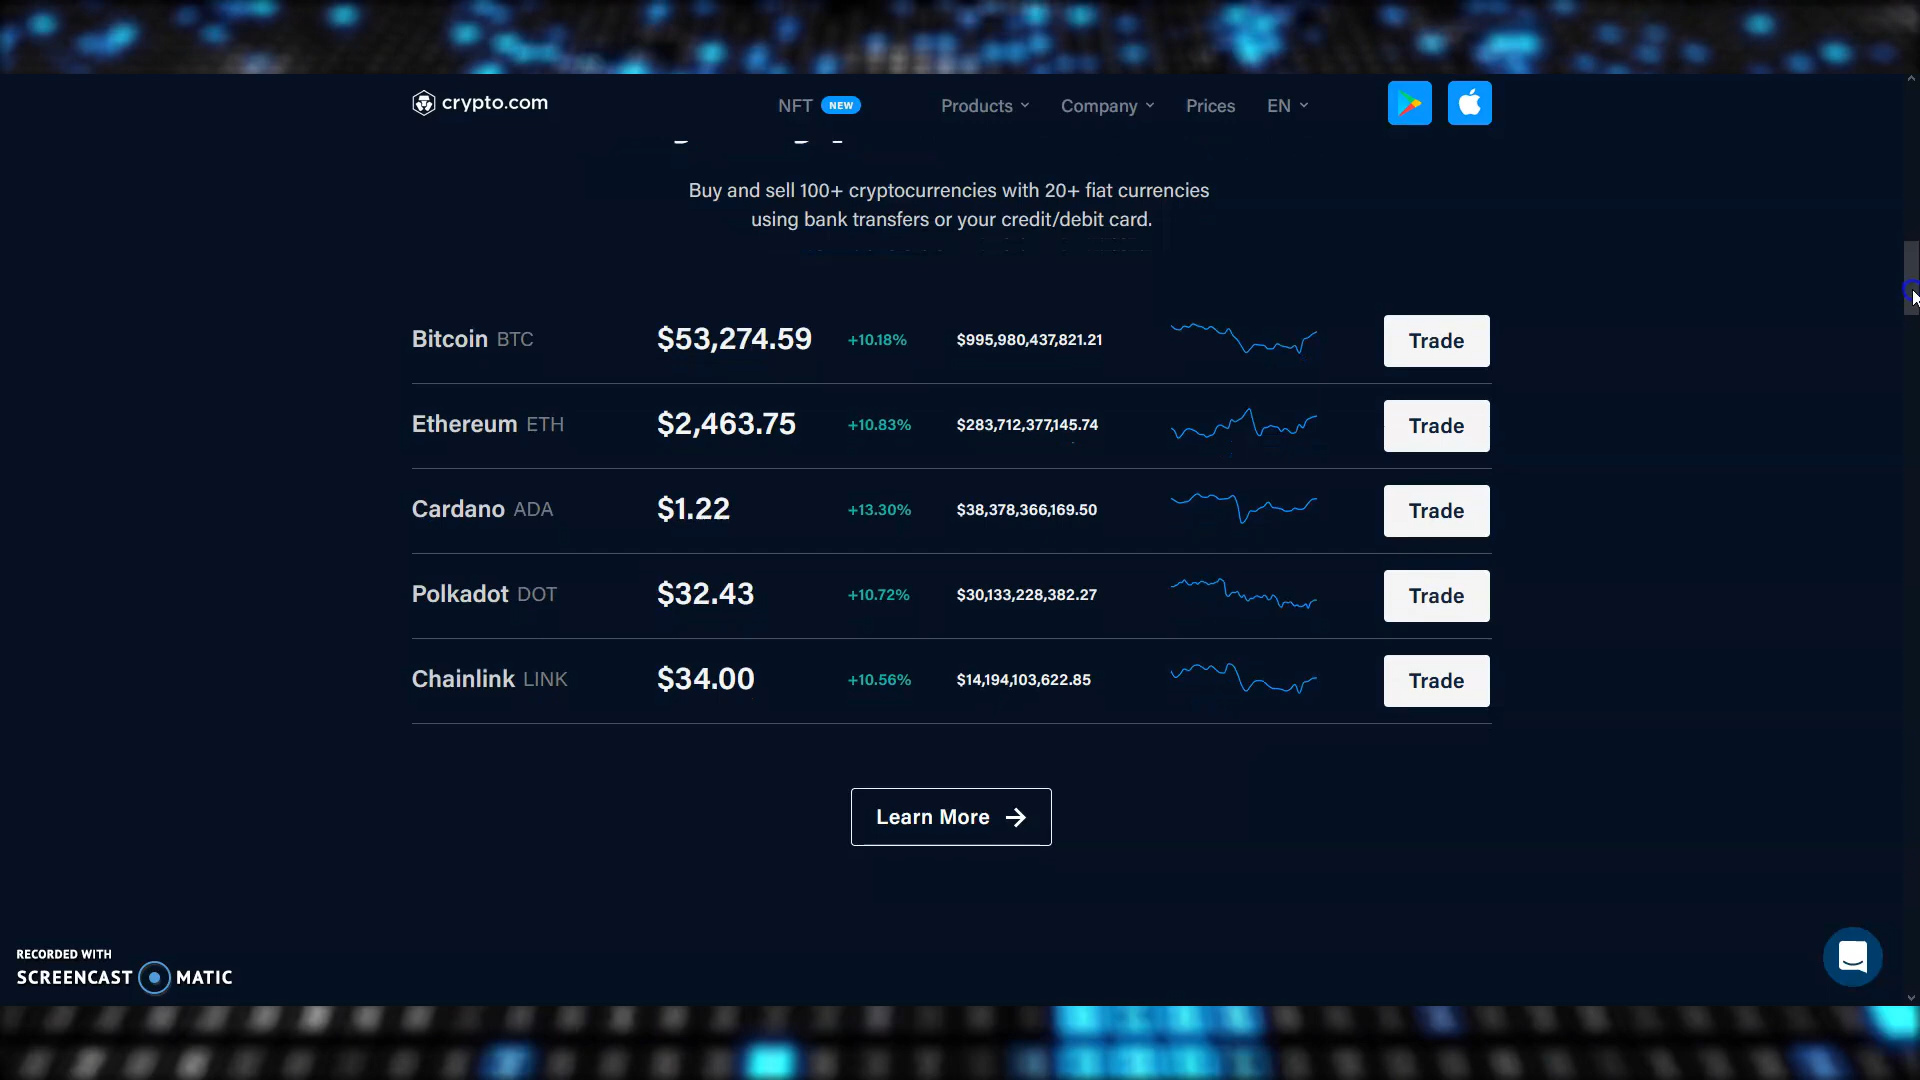 crypto.com
NFT NEW Products Company Prices EN
Buy and sell 100+ cryptocurrencies with 20+ fiat currencies
using bank transfers or your credit/debit card.
Bitcoin BTC $53,274.59 +10.18% $995,980,437,821.21 Trade
Ethereum ETH $2,463.75 +10.83% $283,712,377,145.74 Trade
Cardano ADA $1.22 +13.30% $38,378,366,169.50 Trade
Polkadot DOT $32.43 +10.72% $30,133,228,382.27 Trade
Chainlink LINK $34.00 +10.56% $14,194,103,622.85 Trade
Learn More
RECORDED WITH
SCREENCAST MATIC